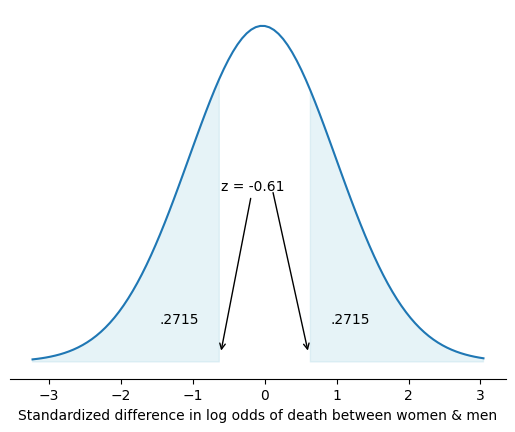 z = -0.61
.2715 .2715
−3 −2 −1 0 1 2 3
Standardized difference in log odds of death between women & men